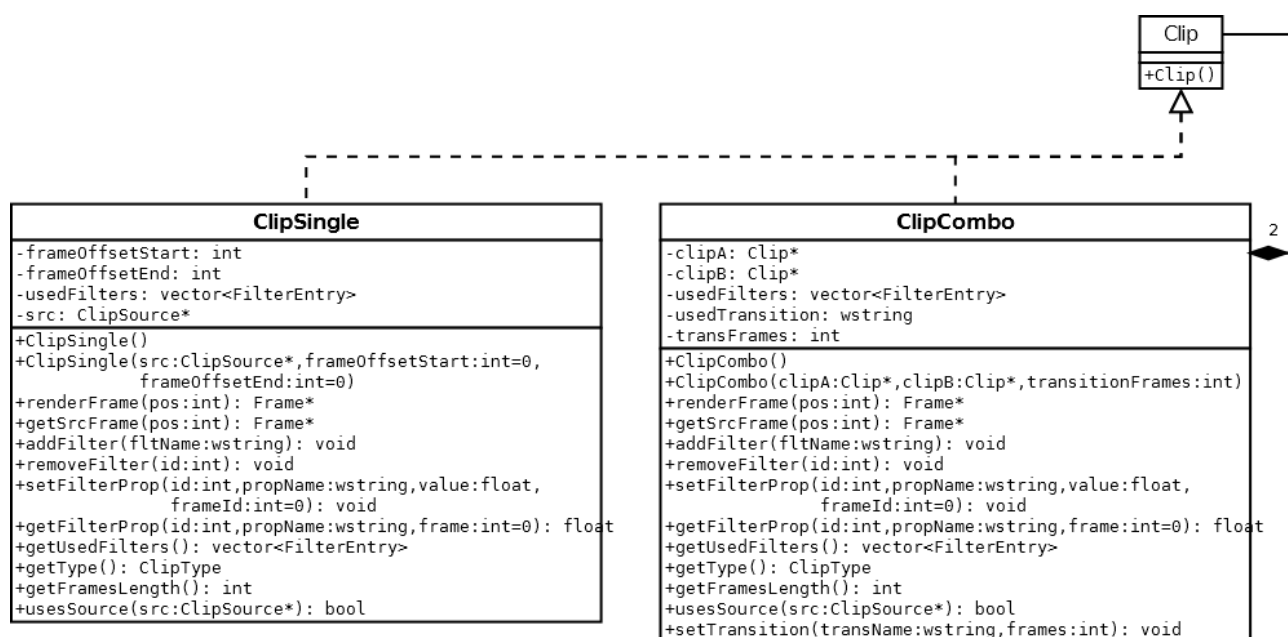 Clip
+Clip()
ClipSingle
-frameOffsetStart: int
-frameOffsetEnd: int
-usedFilters: vector<FilterEntry>
-src: ClipSource*
+ClipSingle()
+ClipSingle(src:ClipSource*,frameOffsetStart:int=0,
frameOffsetEnd:int=0)
+renderFrame(pos:int): Frame*
+getSrcFrame(pos:int): Frame*
+addFilter(fltName:wstring): void
+removeFilter(id:int): void
+setFilterProp(id:int,propName:wstring,value:float,
frameId:int=0): void
+getFilterProp(id:int,propName:wstring,frame:int=0): float
+getUsedFilters(): vector<FilterEntry>
+getType(): ClipType
+getFramesLength(): int
+usesSource(src:ClipSource*): bool
ClipCombo
2
-clipA: Clip*
-clipB: Clip*
-usedFilters: vector<FilterEntry>
-usedTransition: wstring
-transFrames: int
+ClipCombo()
+ClipCombo(clipA:Clip*,clipB:Clip*,transitionFrames:int)
+renderFrame(pos:int): Frame*
+getSrcFrame(pos:int): Frame*
+addFilter(fltName:wstring): void
+removeFilter(id:int): void
+setFilterProp(id:int,propName:wstring,value:float,
frameId:int=0): void
+getFilterProp(id:int,propName:wstring,frame:int=0): float
+getUsedFilters(): vector<FilterEntry>
+getType(): ClipType
+getFramesLength(): int
+usesSource(src:ClipSource*): bool
+setTransition(transName:wstring,frames:int): void